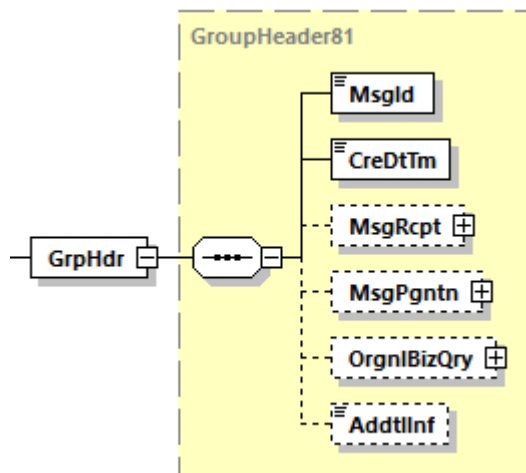 GroupHeader81
MsgId
CreDtTm
MsgRcpt
GrpHdr
MsgPgntn
OrgnlBizQry
AddtlInf